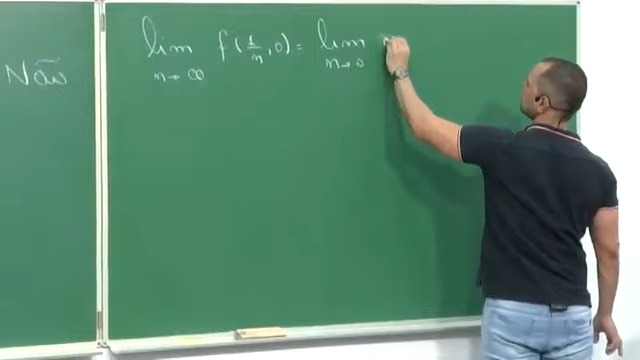 Não
lim f(1/n, 0) = lim
n→∞ n→0